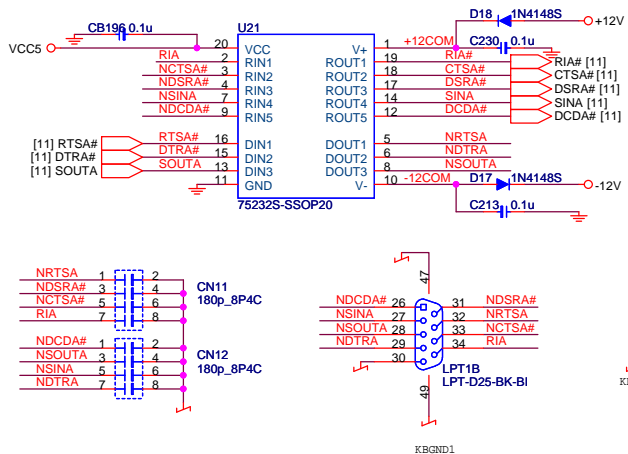 CB196 0.1u
U21
D18 1N4148S
+12V
VCC5
20 VCC V+ 1 +12COM C230 0.1u
RIA 2 RIN1 ROUT1 19 RIA# RIA# [11]
NCTSA# 3 RIN2 ROUT2 18 CTSA# CTSA# [11]
NDSRA# 4 RIN3 ROUT3 17 DSRA# DSRA# [11]
NSINA 7 RIN4 ROUT4 14 SINA SINA [11]
NDCDA# 9 RIN5 ROUT5 12 DCDA# DCDA# [11]
[11] RTSA# RTSA# 16 DIN1 DOUT1 5 NRTSA
[11] DTRA# DTRA# 15 DIN2 DOUT2 6 NDTRA
[11] SOUTA SOUTA 13 DIN3 DOUT3 8 NSOUTA
11 GND V- 10 -12COM D17 1N4148S -12V
75232S-SSOP20
C213 0.1u
NRTSA 1 2
NDSRA# 3 4
NCTSA# 5 6
RIA 7 8
CN11
180p_8P4C
NDCDA# 1 2
NSOUTA 3 4
NSINA 5 6
NDTRA 7 8
CN12
180p_8P4C
47
NDCDA# 26 31 NDSRA#
NSINA 27 32 NRTSA
NSOUTA 28 33 NCTSA#
NDTRA 29 34 RIA
30
LPT1B
LPT-D25-BK-BI
49
KBGND1